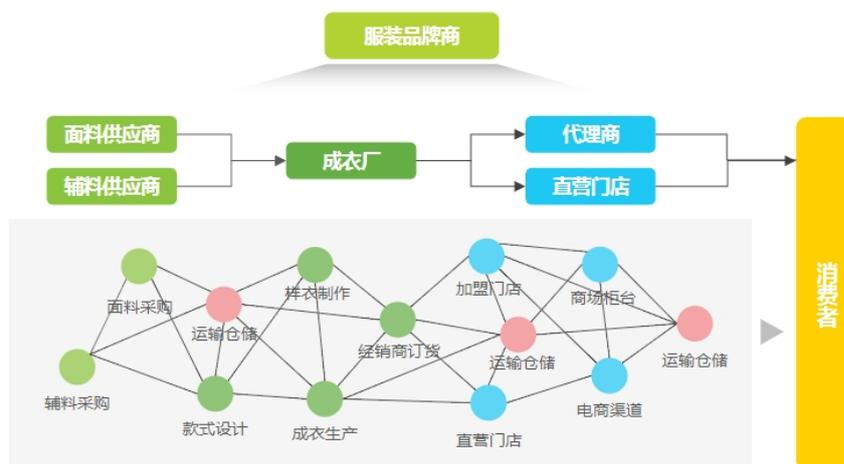 服装品牌商
面料供应商
辅料供应商
成衣厂
代理商
直营门店
消费者
面料采购
运输仓储
样衣制作
加盟门店
商场柜台
经销商订货
运输仓储
运输仓储
辅料采购
款式设计
成衣生产
直营门店
电商渠道